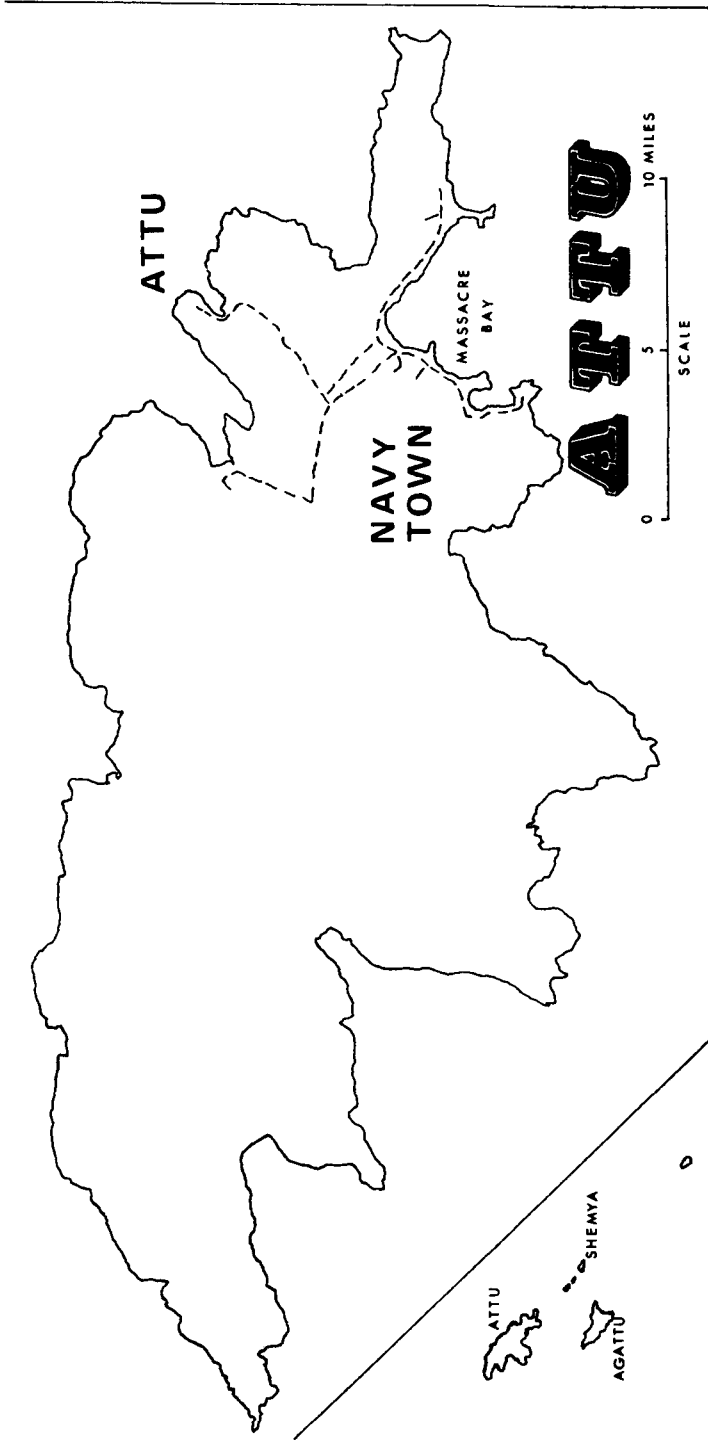 ATTU
NAVY
TOWN
MASSACRE
BAY
ATTU
0 5 10 MILES
SCALE
ATTU
SHEMYA
AGATTU